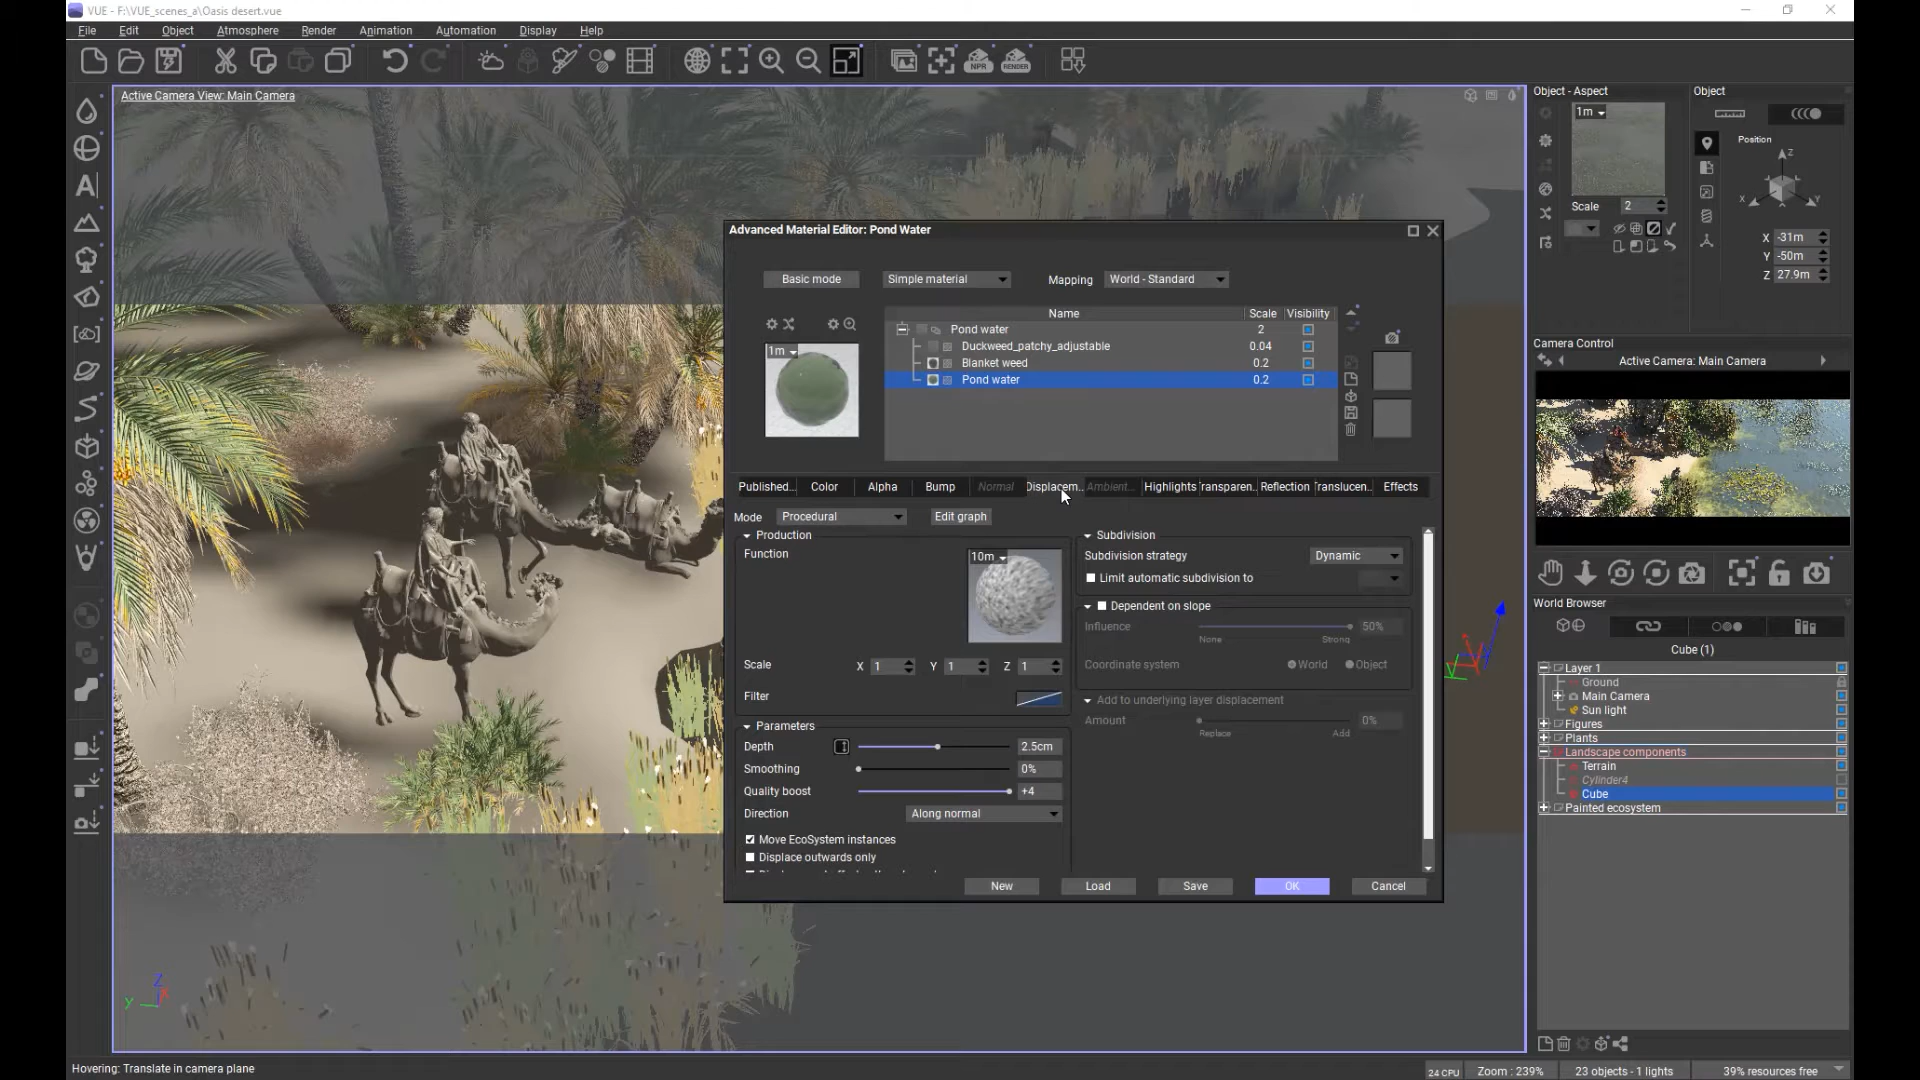 VUE - F:\VUE_scenes_a\Oasis desert.vue
File Edit Object Atmosphere Render Animation Automation Display Help
NPR RENDER
Active Camera View: Main Camera
Object - Aspect
1m
Scale 2
Object
Position
Z
X Y
X -31m
Y -50m
Z 27.9m
Advanced Material Editor: Pond Water
Basic mode Simple material Mapping World - Standard
Name Scale Visibility
Pond water 2
Duckweed_patchy_adjustable 0.04
Blanket weed 0.2
Pond water 0.2
1m
Published... Color Alpha Bump Normal Displacem... Ambient... Highlights Transparen... Reflection Translucen... Effects
Mode Procedural Edit graph
Production
Function 10m
Scale X 1 Y 1 Z 1
Filter
Parameters
Depth 2.5cm
Smoothing 0%
Quality boost +4
Direction Along normal
Move EcoSystem instances
Displace outwards only
Subdivision
Subdivision strategy Dynamic
Limit automatic subdivision to
Dependent on slope
Influence 50%
None Strong
Coordinate system World Object
Add to underlying layer displacement
Amount 0%
Replace Add
New Load Save OK Cancel
Camera Control
Active Camera: Main Camera
World Browser
Cube (1)
Layer 1
Ground
Main Camera
Sun light
Figures
Plants
Landscape components
Terrain
Cylinder4
Cube
Painted ecosystem
Z
Y X
Hovering: Translate in camera plane
24 CPU Zoom : 239% 23 objects - 1 lights 39% resources free